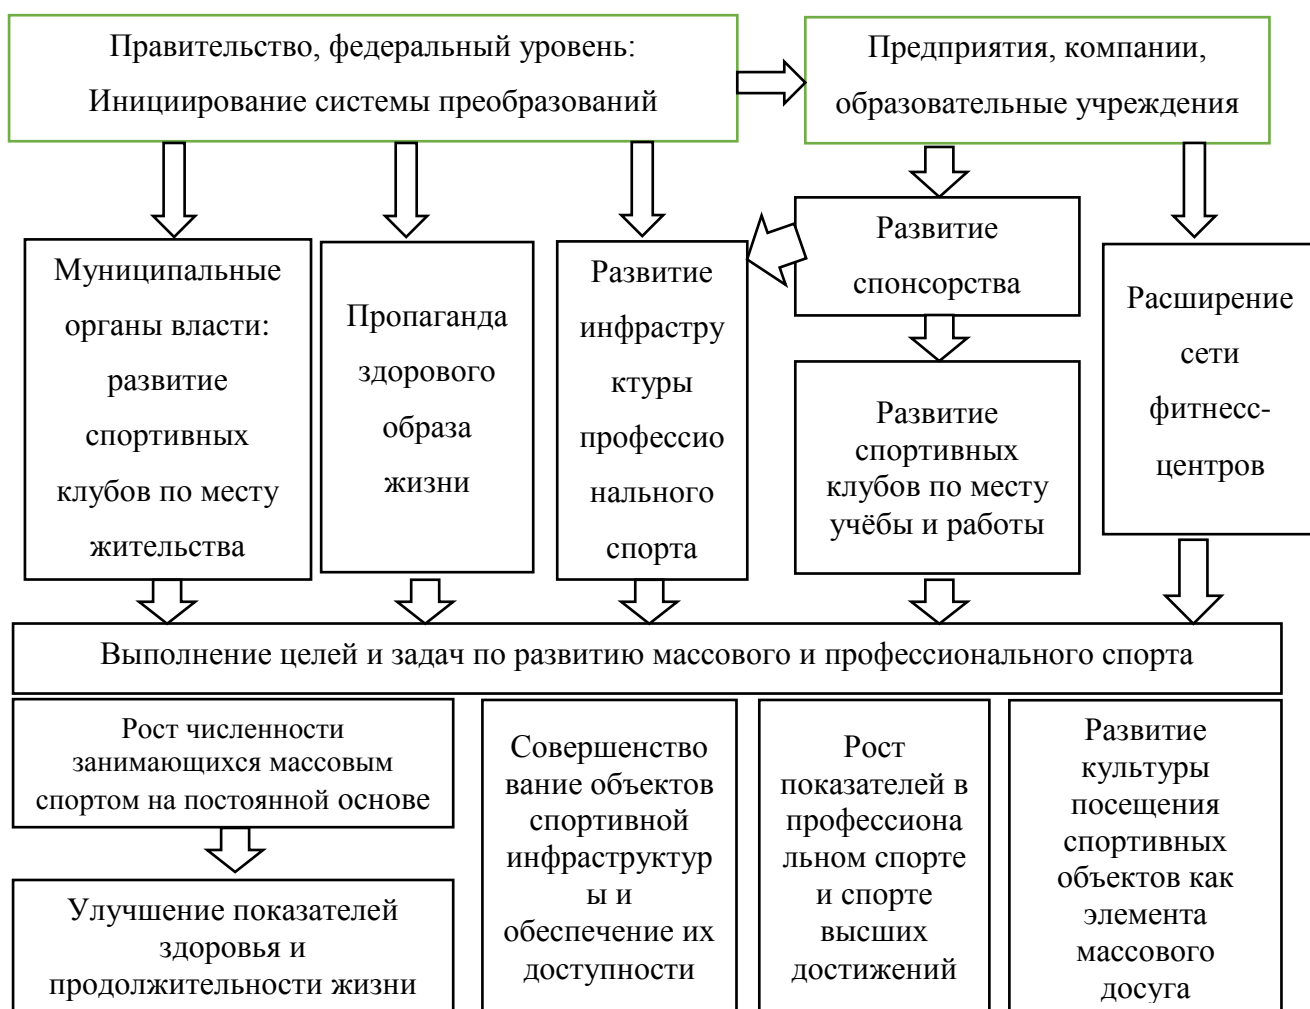 Правительство, федеральный уровень:
Инициирование системы преобразований
Предприятия, компании,
образовательные учреждения
Муниципальные
органы власти:
развитие
спортивных
клубов по месту
жительства
Пропаганда
здорового
образа
жизни
Развитие
инфрастру
ктуры
профессио
нального
спорта
Развитие
спонсорства
Развитие
спортивных
клубов по месту
учёбы и работы
Расширение
сети
фитнесс-
центров
Выполнение целей и задач по развитию массового и профессионального спорта
Рост численности
занимающихся массовым
спортом на постоянной основе
Улучшение показателей
здоровья и
продолжительности жизни
Совершенство
вание объектов
спортивной
инфраструктур
ы и
обеспечение их
доступности
Рост
показателей в
профессиона
льном спорте
и спорте
высших
достижений
Развитие
культуры
посещения
спортивных
объектов как
элемента
массового
досуга